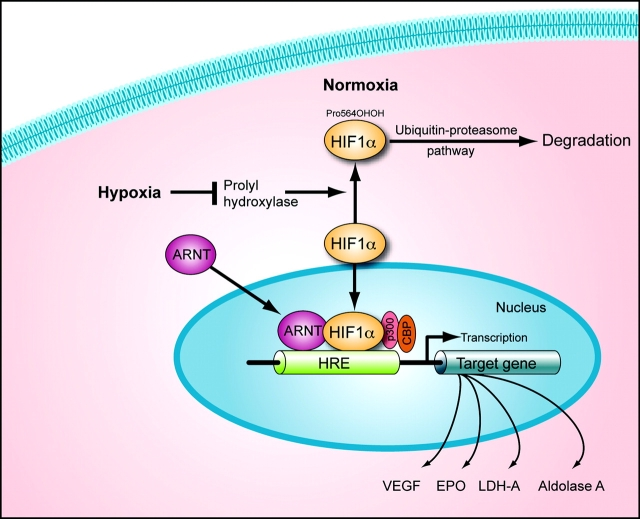 Normoxia
Pro564OHOH
HIF1α
Ubiquitin-proteasome
pathway
Degradation
Hypoxia
Prolyl
hydroxylase
HIF1α
ARNT
Nucleus
ARNT
HIF1α
p300
CBP
Transcription
HRE
Target gene
VEGF
EPO
LDH-A
Aldolase A